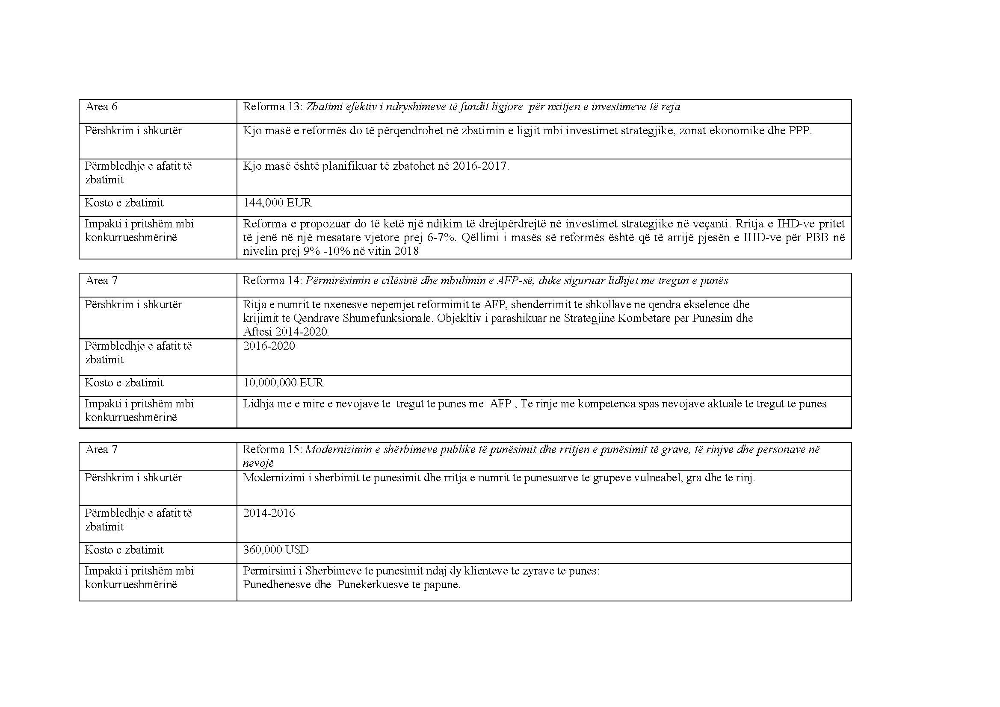 Area 6
Reforma 13: Zbatimi efektiv i ndryshimeve të fundit ligjore për nxitjen e investimeve të reja
Përshkrim i shkurtër
Kjo masë e reformës do të përqendrohet në zbatimin e ligjit mbi investimet strategjike, zonat ekonomike dhe PPP.
Përmbledhje e afatit të
zbatimit
Kjo masë është planifikuar të zbatohet në 2016-2017.
Kosto e zbatimit
144,000 EUR
Impakti i pritshëm mbi
konkurrueshmërinë
Reforma e propozuar do të ketë një ndikim të drejtpërdrejtë në investimet strategjike në veçanti. Rritja e IHD-ve pritet
të jenë në një mesatare vjetore prej 6-7%. Qëllimi i masës së reformës është që të arrijë pjesën e IHD-ve për PBB në
nivelin prej 9% -10% në vitin 2018
Area 7
Reforma 14: Përmirësimin e cilësinë dhe mbulimin e AFP-së, duke siguruar lidhjet me tregun e punës
Përshkrim i shkurtër
Ritja e numrit te nxenesve nepemjet reformimit te AFP, shenderrimit te shkollave ne qendra ekselence dhe
krijimit te Qendrave Shumefunksionale. Objekltiv i parashikuar ne Strategjine Kombetare per Punesim dhe
Aftesi 2014-2020.
Përmbledhje e afatit të
zbatimit
2016-2020
Kosto e zbatimit
10,000,000 EUR
Impakti i pritshëm mbi
konkurrueshmërinë
Lidhja me e mire e nevojave te tregut te punes me AFP , Te rinje me kompetenca spas nevojave aktuale te tregut te punes
Area 7
Reforma 15: Modernizimin e shërbimeve publike të punësimit dhe rritjen e punësimit të grave, të rinjve dhe personave në
nevojë
Përshkrim i shkurtër
Modernizimi i sherbimit te punesimit dhe rritja e numrit te punesuarve te grupeve vulneabel, gra dhe te rinj.
Përmbledhje e afatit të
zbatimit
2014-2016
Kosto e zbatimit
360,000 USD
Impakti i pritshëm mbi
konkurrueshmërinë
Permirsimi i Sherbimeve te punesimit ndaj dy klienteve te zyrave te punes:
Punedhenesve dhe Punekerkuesve te papune.